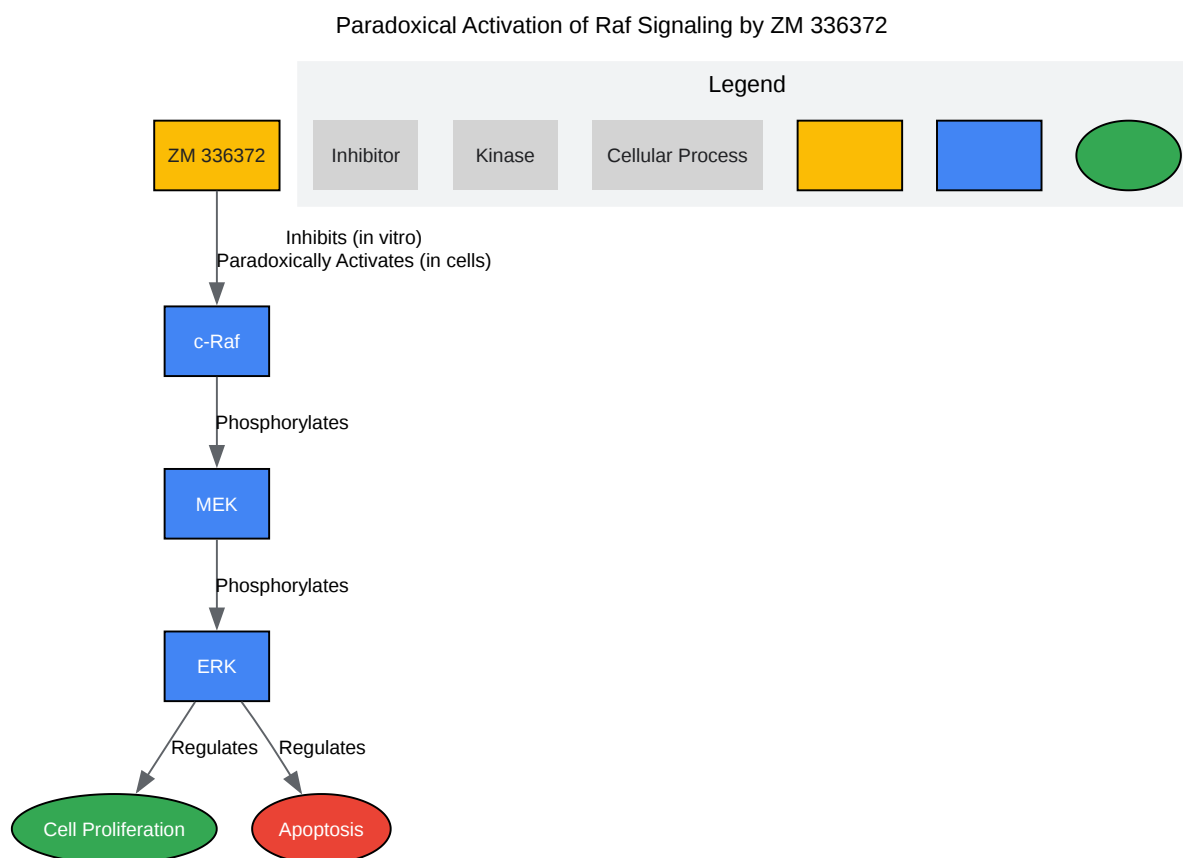 Paradoxical Activation of Raf Signaling by ZM 336372
Legend
ZM 336372
Inhibitor
Kinase
Cellular Process
Inhibits (in vitro)
Paradoxically Activates (in cells)
c-Raf
Phosphorylates
MEK
Phosphorylates
ERK
Regulates
Regulates
Cell Proliferation
Apoptosis